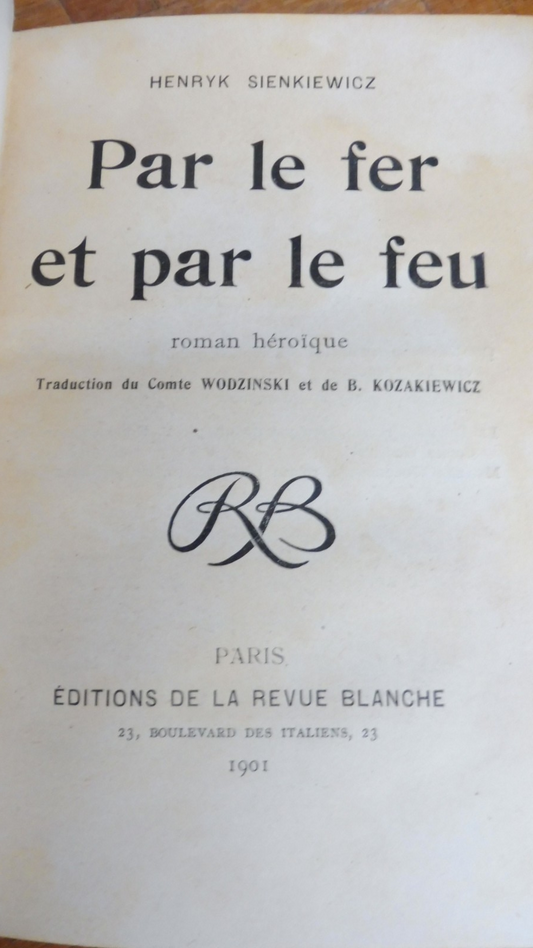 HENRYK SIENKIEWICZ
Par le fer
et par le feu
roman héroïque
Traduction du Comte WODZINSKI et de B. KOZAKIEWICZ
RB
PARIS
ÉDITIONS DE LA REVUE BLANCHE
23, BOULEVARD DES ITALIENS, 23
1901